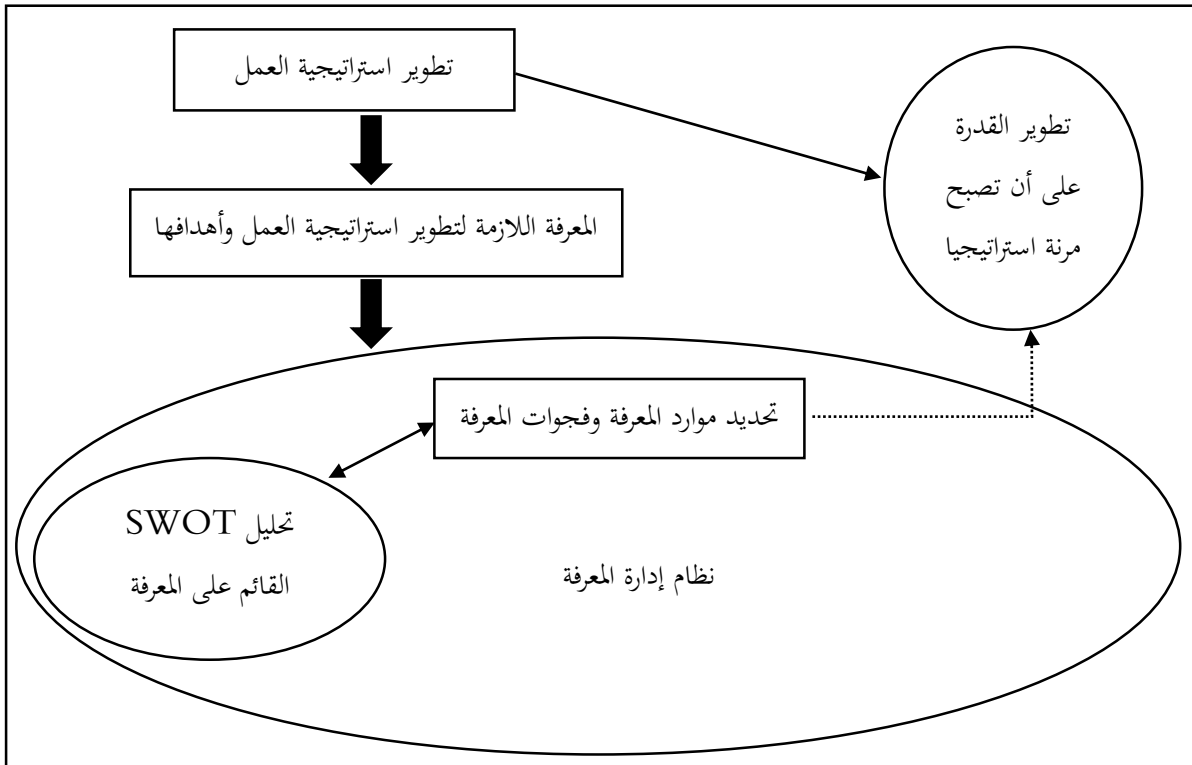 تطوير استراتيجية العمل
تطوير القدرة
على أن تصبح
مرنة استراتيجيا
المعرفة اللازمة لتطوير استراتيجية العمل وأهدافها
تحديد موارد المعرفة وفجوات المعرفة
تحليل SWOT
القائم على المعرفة
نظام إدارة المعرفة